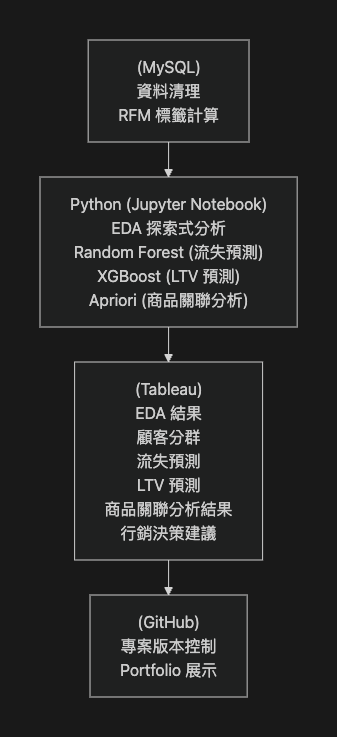 (MySQL)
資料清理
RFM 標籤計算
Python (Jupyter Notebook)
EDA 探索式分析
Random Forest (流失預測)
XGBoost (LTV 預測)
Apriori (商品關聯分析)
(Tableau)
EDA 結果
顧客分群
流失預測
LTV 預測
商品關聯分析結果
行銷決策建議
(GitHub)
專案版本控制
Portfolio 展示